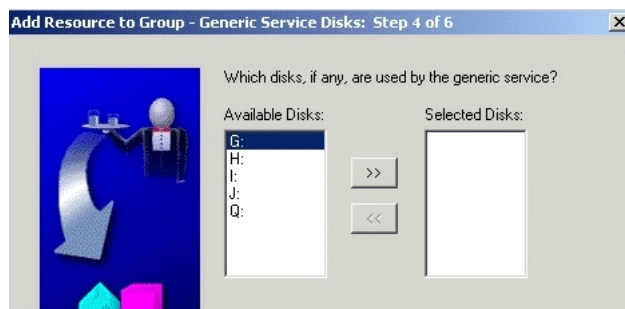 Add Resource to Group - Generic Service Disks: Step 4 of 6
Which disks, if any, are used by the generic service?
Available Disks: Selected Disks:
G:
H:
I:
J:
Q:
>>
<<